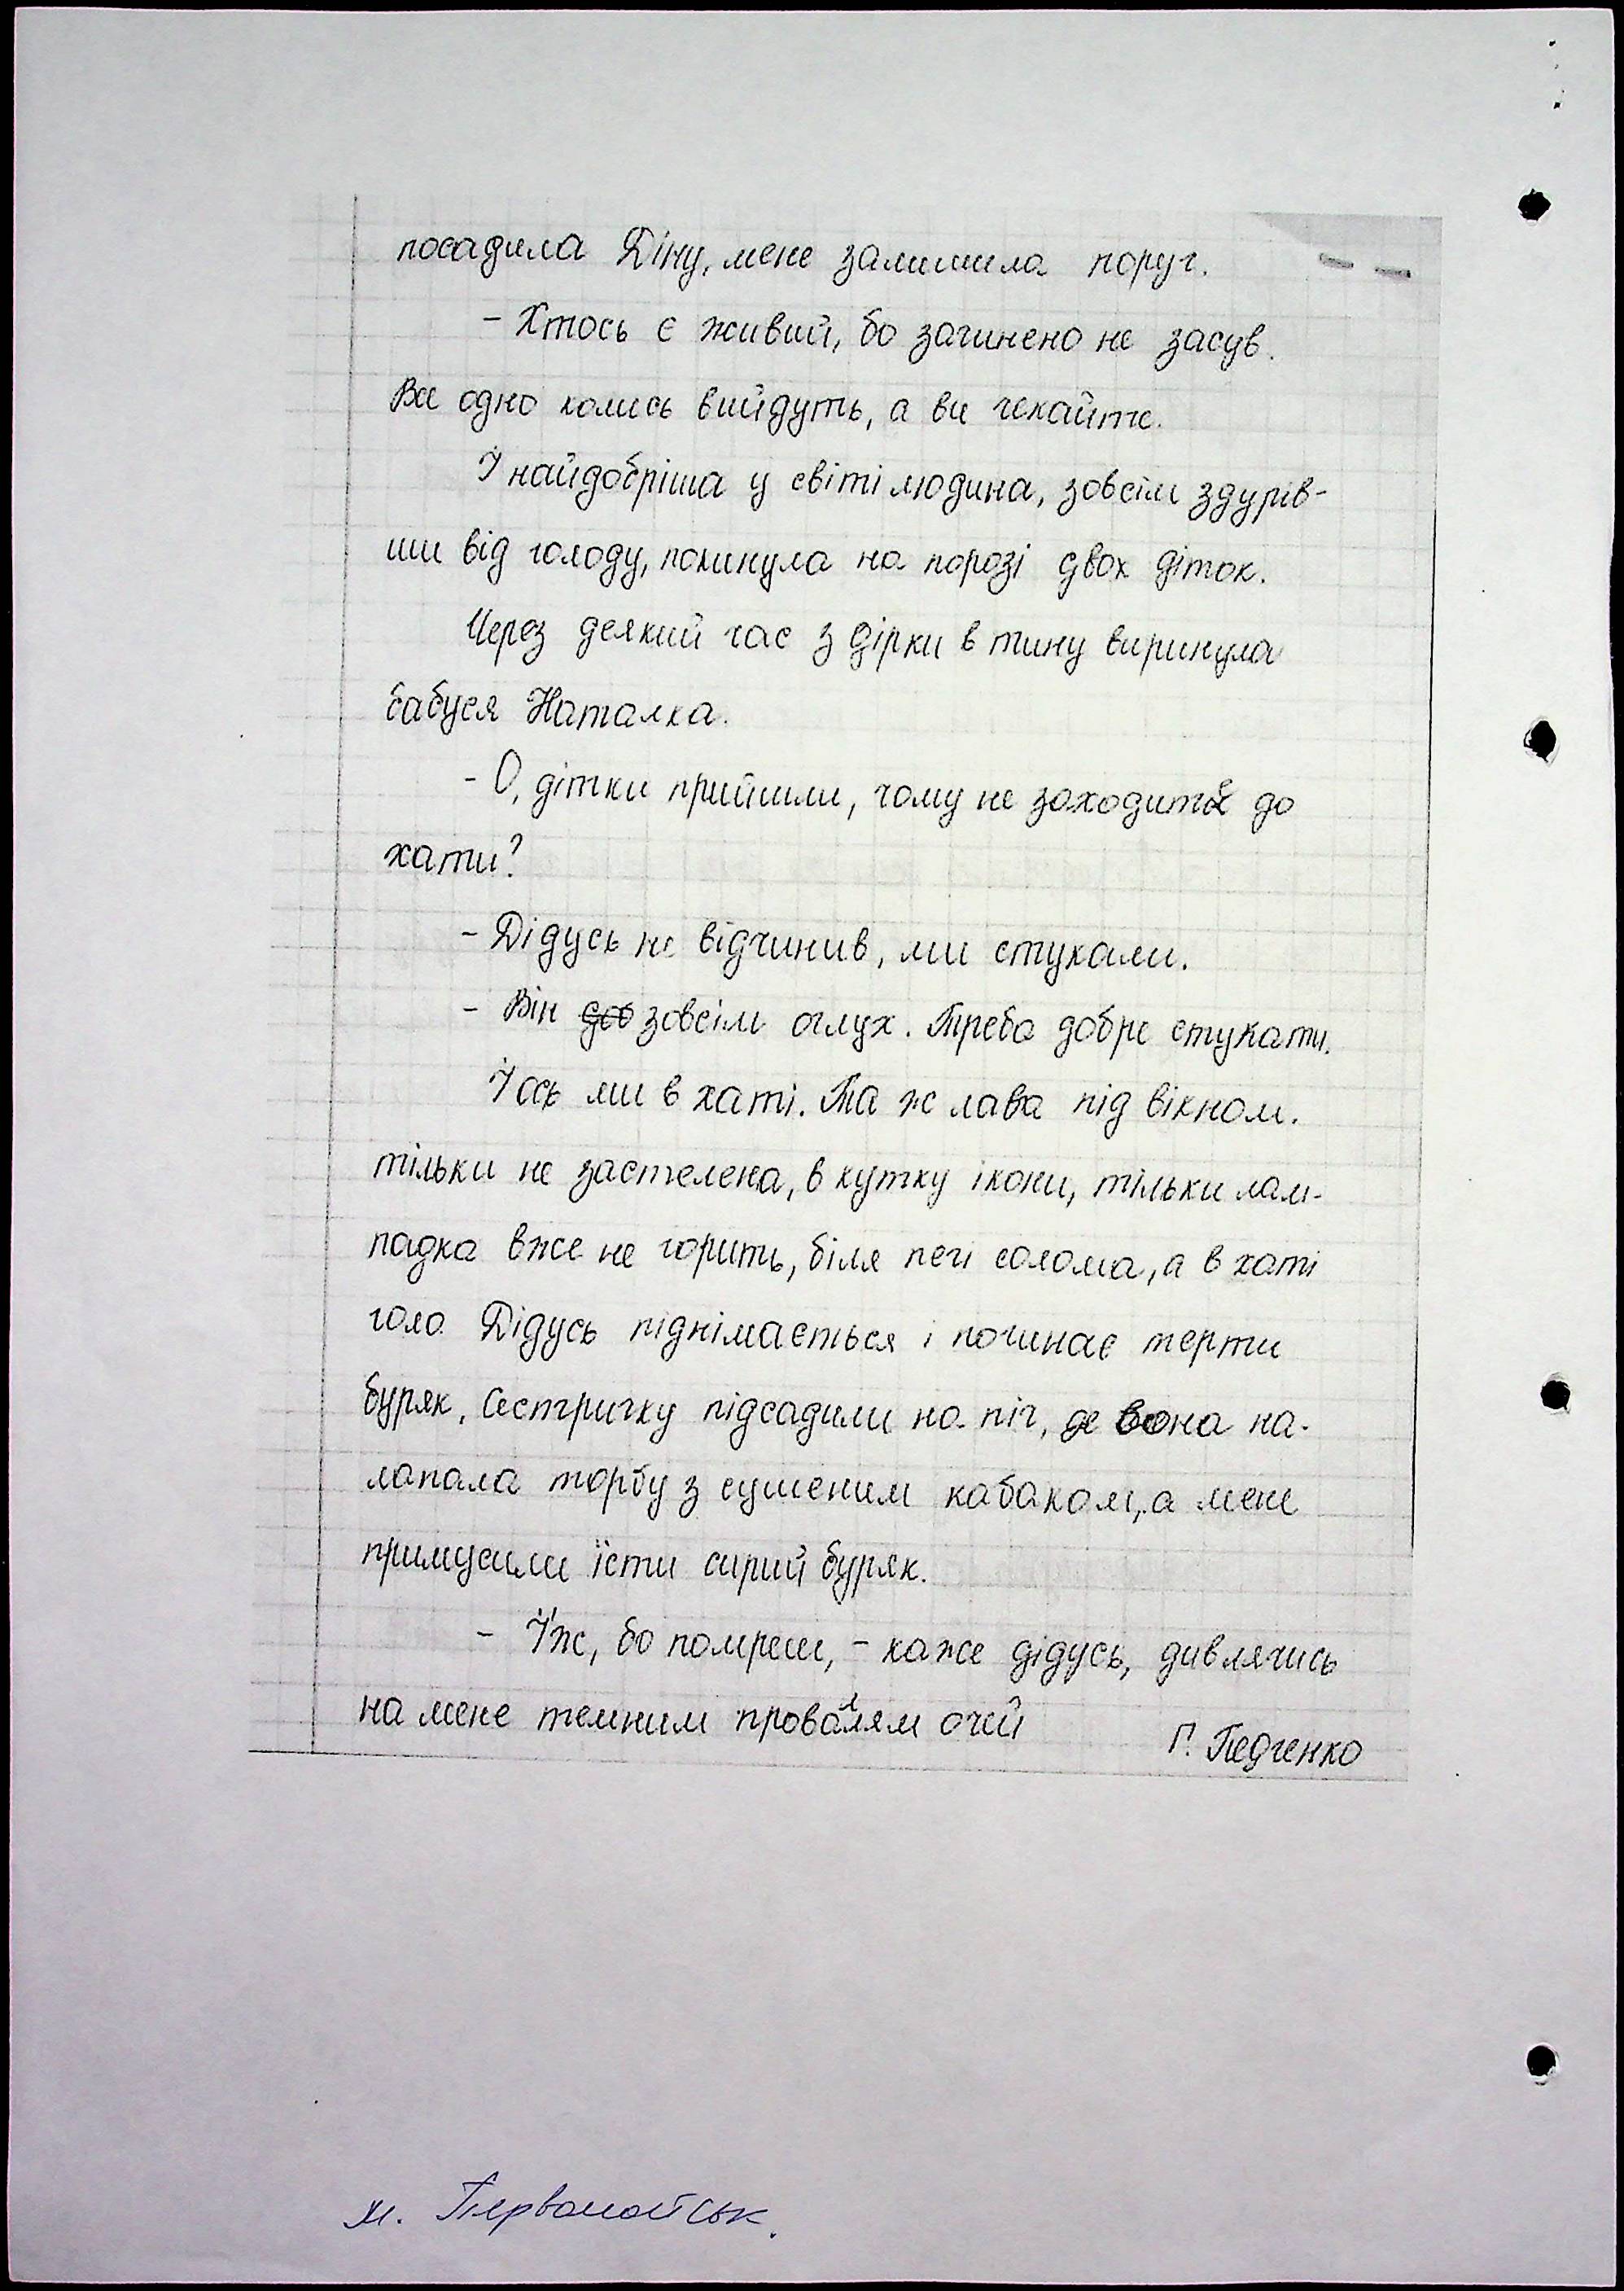 посадила Діну, мене залишила поруч.
- Хтось є живий, бо зачинено не засув.
Все одно колись вийдуть, а ви чекайте.
І найдобріша у світі людина, зовсім здурів-
ши від голоду, покинула на порозі двох діток.
Через деякий час з дірки в тину виринула
бабуся Наталка.
- О, дітки прийшли, чому не заходите до
хати?
- Дідусь не відчинив, ми стукали.
- Він зовсім оглух. Треба добре стукати.
І ось ми в хаті. Та ж лава під вікном.
тільки не застелена, в кутку ікони, тільки лам-
падка вже не горить, біля печі солома, а в хаті
голо. Дідусь піднімається і починає терти
буряк. Сестричку підсадили на піч, де вона на-
лапала торбу з сушеним кабаком, а мене
примусили їсти сирий буряк.
- Їж, бо помреш, - каже дідусь, дивлячись
на мене темним проваллям очей
Г. Педченко
м. Первомайськ.